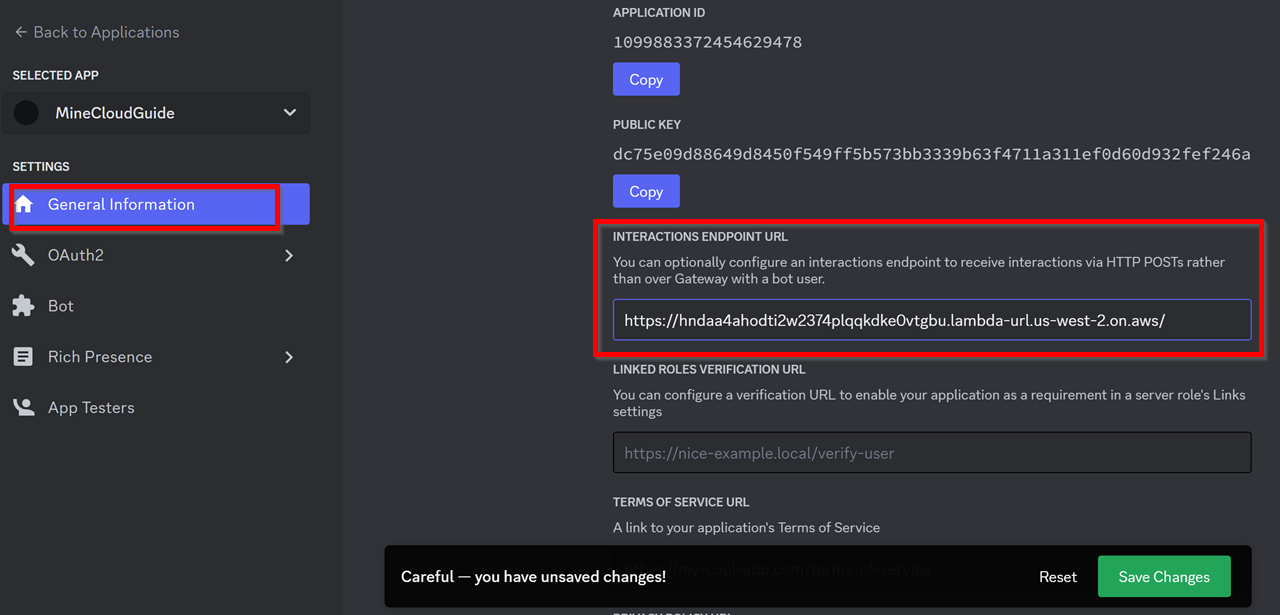 Back to Applications
SELECTED APP
MineCloudGuide
SETTINGS
General Information
OAuth2
Bot
Rich Presence
App Testers
APPLICATION ID
1099883372454629478
Copy
PUBLIC KEY
dc75e09d88649d8450f549ff5b573bb3339b63f4711a311ef0d60d932fef246a
Copy
INTERACTIONS ENDPOINT URL
You can optionally configure an interactions endpoint to receive interactions via HTTP POSTs rather
than over Gateway with a bot user.
https://hndaa4ahodti2w2374plqqkdke0vtgbu.lambda-url.us-west-2.on.aws/
LINKED ROLES VERIFICATION URL
You can configure a verification URL to enable your application as a requirement in a server role's Links
settings
https://nice-example.local/verify-user
TERMS OF SERVICE URL
A link to your application's Terms of Service
https://my-cool-app.com/terms-of-service
Careful — you have unsaved changes!
Reset
Save Changes
PRIVACY POLICY URL